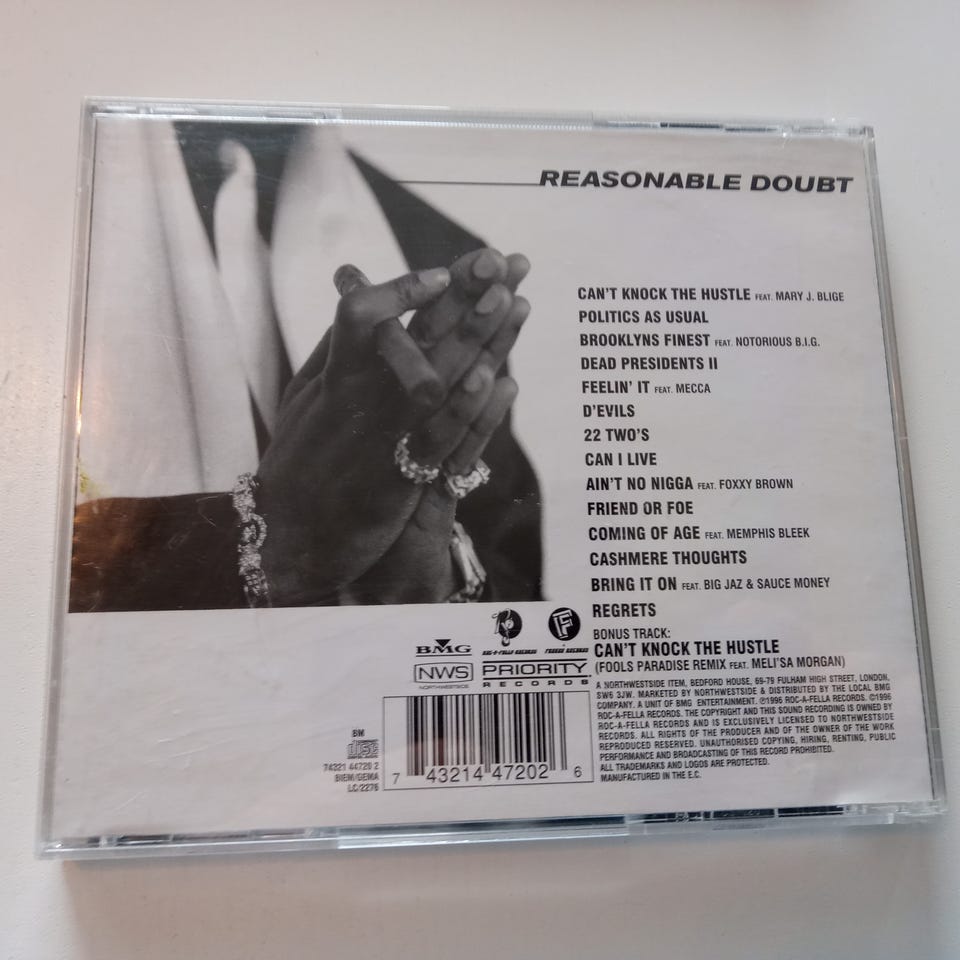 REASONABLE DOUBT
CAN'T KNOCK THE HUSTLE FEAT. MARY J. BLIGE
POLITICS AS USUAL
BROOKLYNS FINEST FEAT. NOTORIOUS B.I.G.
DEAD PRESIDENTS II
FEELIN' IT FEAT. MECCA
D'EVILS
22 TWO'S
CAN I LIVE
AIN'T NO NIGGA FEAT. FOXXY BROWN
FRIEND OR FOE
COMING OF AGE FEAT. MEMPHIS BLEEK
CASHMERE THOUGHTS
BRING IT ON FEAT. BIG JAZ & SAUCE MONEY
REGRETS
BONUS TRACK:
CAN'T KNOCK THE HUSTLE
(FOOLS PARADISE REMIX FEAT. MELI'SA MORGAN)
BMG
ROC-A-FELLA RECORDS
FREEZE RECORDS
NWS
NORTHWESTSIDE
PRIORITY
RECORDS
A NORTHWESTSIDE ITEM, BEDFORD HOUSE, 69-79 FULHAM HIGH STREET, LONDON,
SW6 3JW. MARKETED BY NORTHWESTSIDE & DISTRIBUTED BY THE LOCAL BMG
COMPANY. A UNIT OF BMG ENTERTAINMENT. ℗1996 ROC-A-FELLA RECORDS. ©1996
ROC-A-FELLA RECORDS. THE COPYRIGHT AND THIS SOUND RECORDING IS OWNED BY
ROC-A-FELLA RECORDS AND IS EXCLUSIVELY LICENSED TO NORTHWESTSIDE
RECORDS. ALL RIGHTS OF THE PRODUCER AND OF THE OWNER OF THE WORK
REPRODUCED RESERVED. UNAUTHORISED COPYING, HIRING, RENTING, PUBLIC
PERFORMANCE AND BROADCASTING OF THIS RECORD PROHIBITED.
ALL TRADEMARKS AND LOGOS ARE PROTECTED.
MANUFACTURED IN THE E.C.
BM
74321 44720 2
BIEM/GEMA
LC/2276
7 43214 47202 6